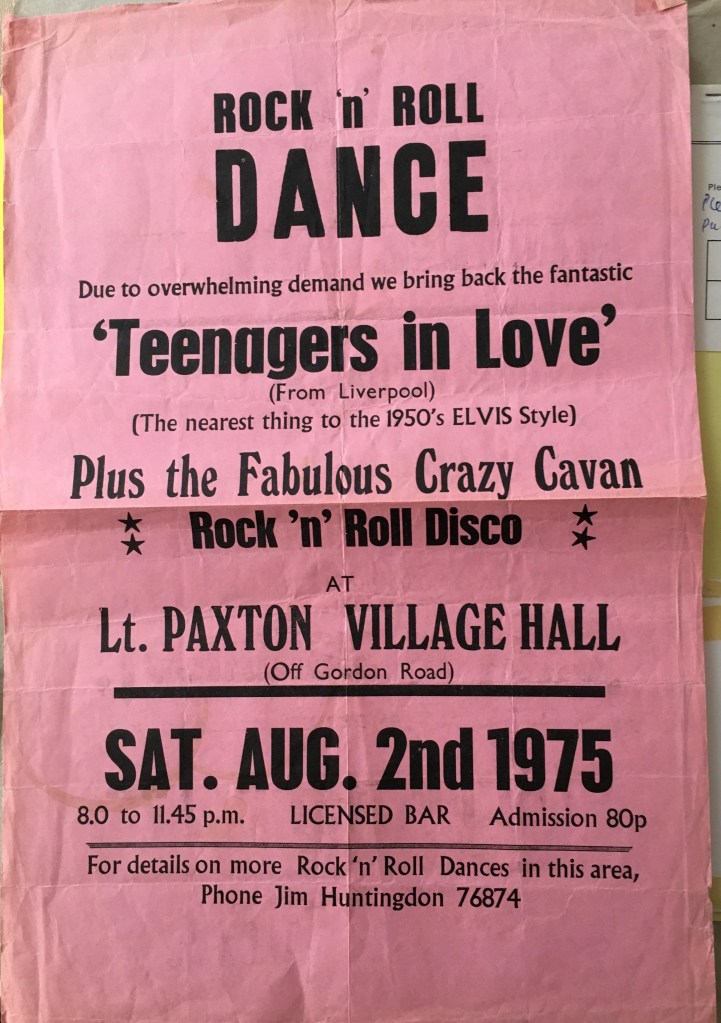 ROCK 'n' ROLL
DANCE
Due to overwhelming demand we bring back the fantastic
'Teenagers in Love'
(From Liverpool)
(The nearest thing to the 1950's ELVIS Style)
Plus the Fabulous Crazy Cavan
Rock 'n' Roll Disco
AT
Lt. PAXTON VILLAGE HALL
(Off Gordon Road)
SAT. AUG. 2nd 1975
8.0 to 11.45 p.m. LICENSED BAR Admission 80p
For details on more Rock 'n' Roll Dances in this area,
Phone Jim Huntingdon 76874